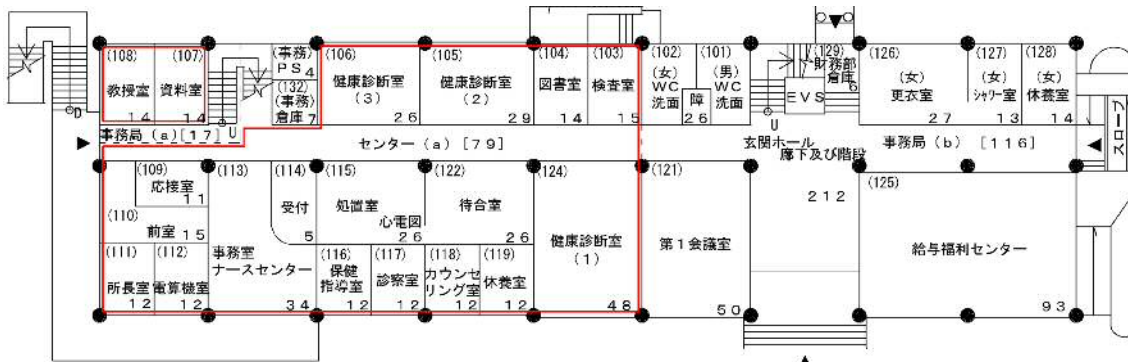 (108)
教授室
14
(107)
資料室
14
(事務)
PS
4
(132)
(事務)
倉庫
7
(106)
健康診断室
(3)
26
(105)
健康診断室
(2)
29
(104)
図書室
14
(103)
検査室
15
(102)
(女)
WC
洗面
(101)
(男)
WC
洗面
障
26
EVS
(129)
財務部
倉庫
6
(126)
(女)
更衣室
27
(127)
(女)
シャワー室
13
(128)
(女)
休養室
14
スロープ
D
U
U
事務局(a)[17]
センター(a)[79]
玄関ホール
廊下及び階段
212
事務局(b)[116]
(109)
応接室
11
(110)
前室
15
(111)
所長室
12
(112)
電算機室
12
(113)
事務室
ナースセンター
34
(114)
受付
5
(115)
処置室
心電図
26
(122)
待合室
26
(116)
保健
指導室
12
(117)
診察室
12
(118)
カウンセ
リング室
12
(119)
休養室
12
(124)
健康診断室
(1)
48
(121)
第1会議室
50
(125)
給与福利センター
93